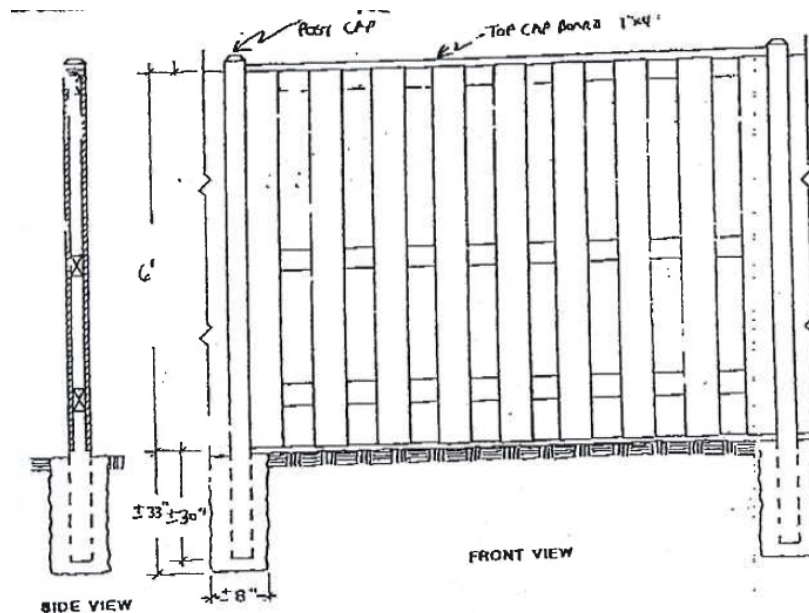 POST CAP
TOP CAP BOARD 1"x4"
6'
±33"
±30"
±8"
FRONT VIEW
SIDE VIEW